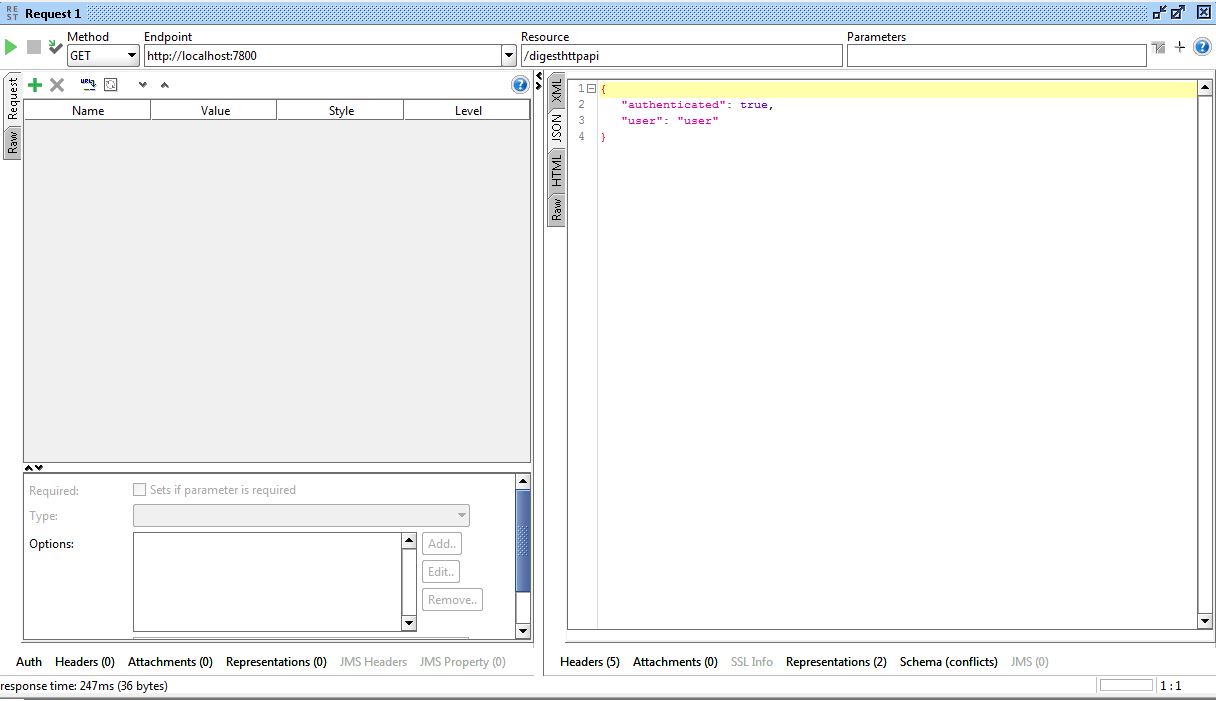 RE
ST
Request 1
Method
Endpoint
Resource
Parameters
GET
http://localhost:7800
/digesthttpapi
Request
Raw
Name Value Style Level
Required:
Sets if parameter is required
Type:
Options:
Add..
Edit..
Remove..
Auth Headers (0) Attachments (0) Representations (0) JMS Headers JMS Property (0)
XML
JSON
HTML
Raw
1 {
2 "authenticated": true,
3 "user": "user"
4 }
Headers (5) Attachments (0) SSL Info Representations (2) Schema (conflicts) JMS (0)
response time: 247ms (36 bytes)
1 : 1